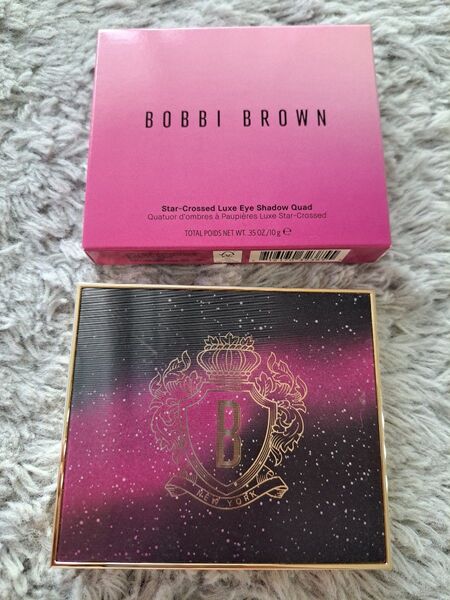 BOBBI BROWN
Star-Crossed Luxe Eye Shadow Quad
Quatuor d'ombres à Paupières Luxe Star-Crossed
TOTAL POIDS NET WT. .35 OZ./10 g ℮
B
NEW YORK